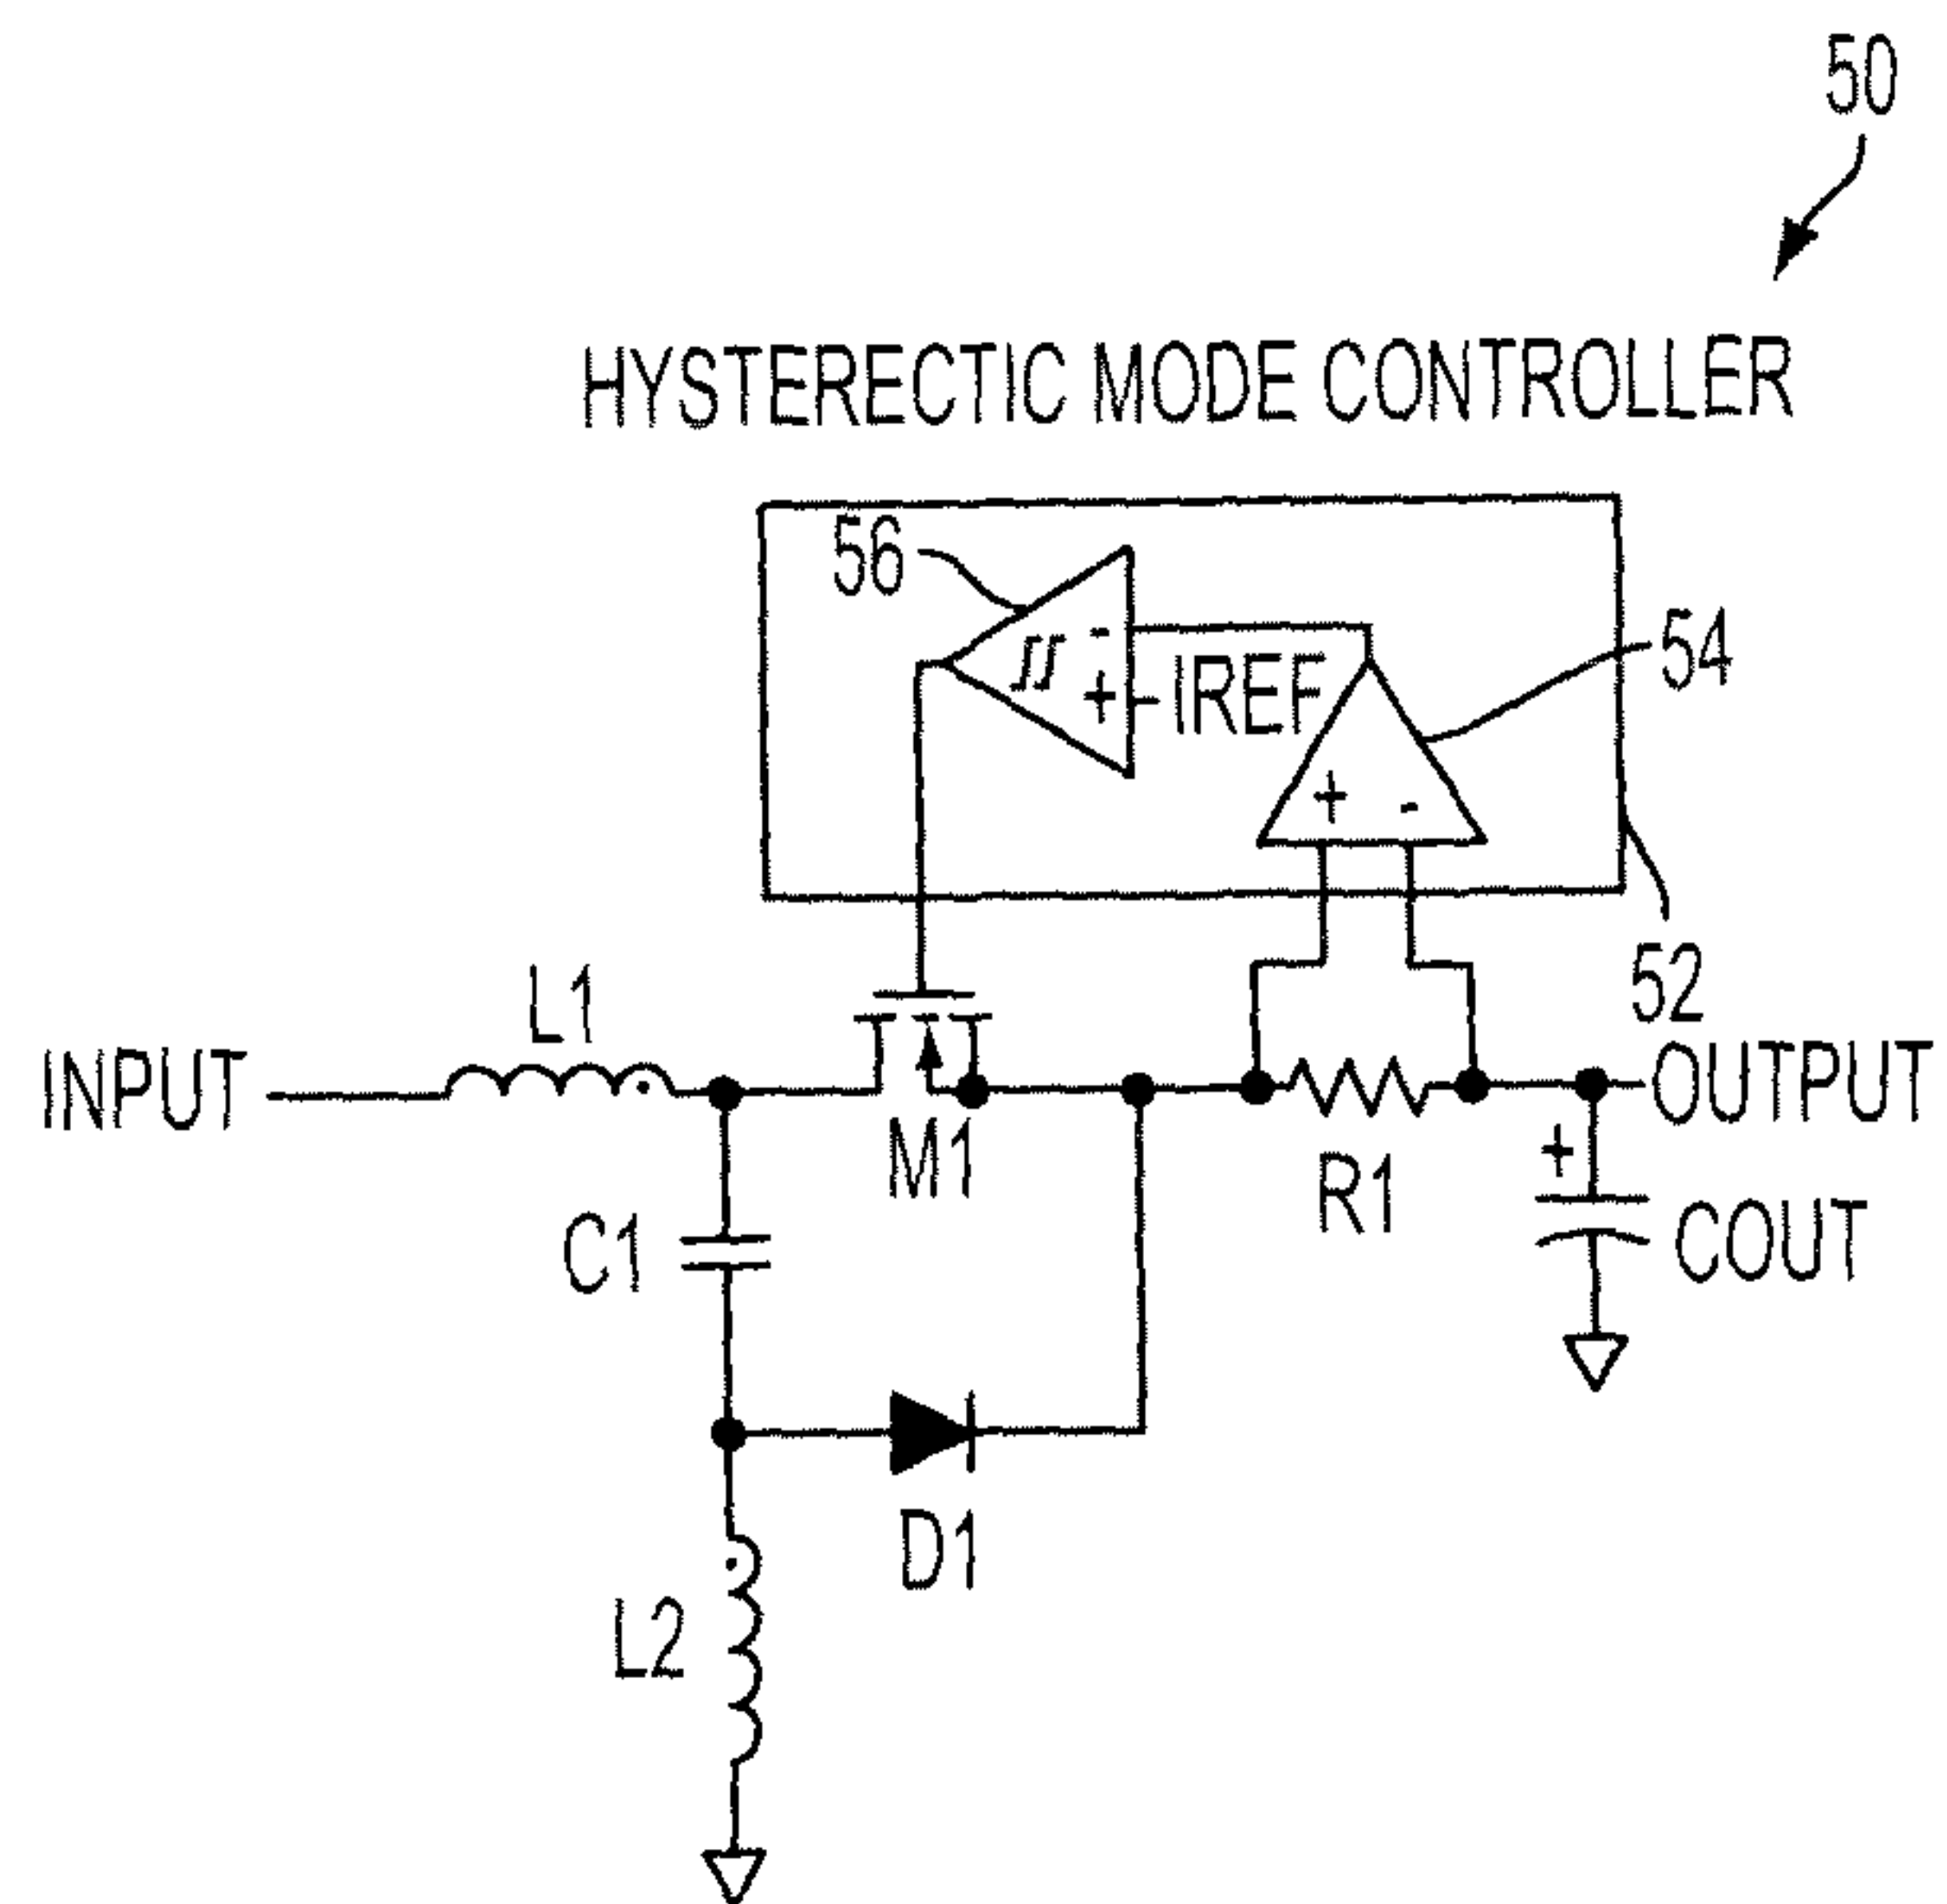 50
HYSTERECTIC MODE CONTROLLER
56
-
+
IREF
54
+
-
52
L1
INPUT
M1
OUTPUT
R1
+
COUT
C1
D1
L2